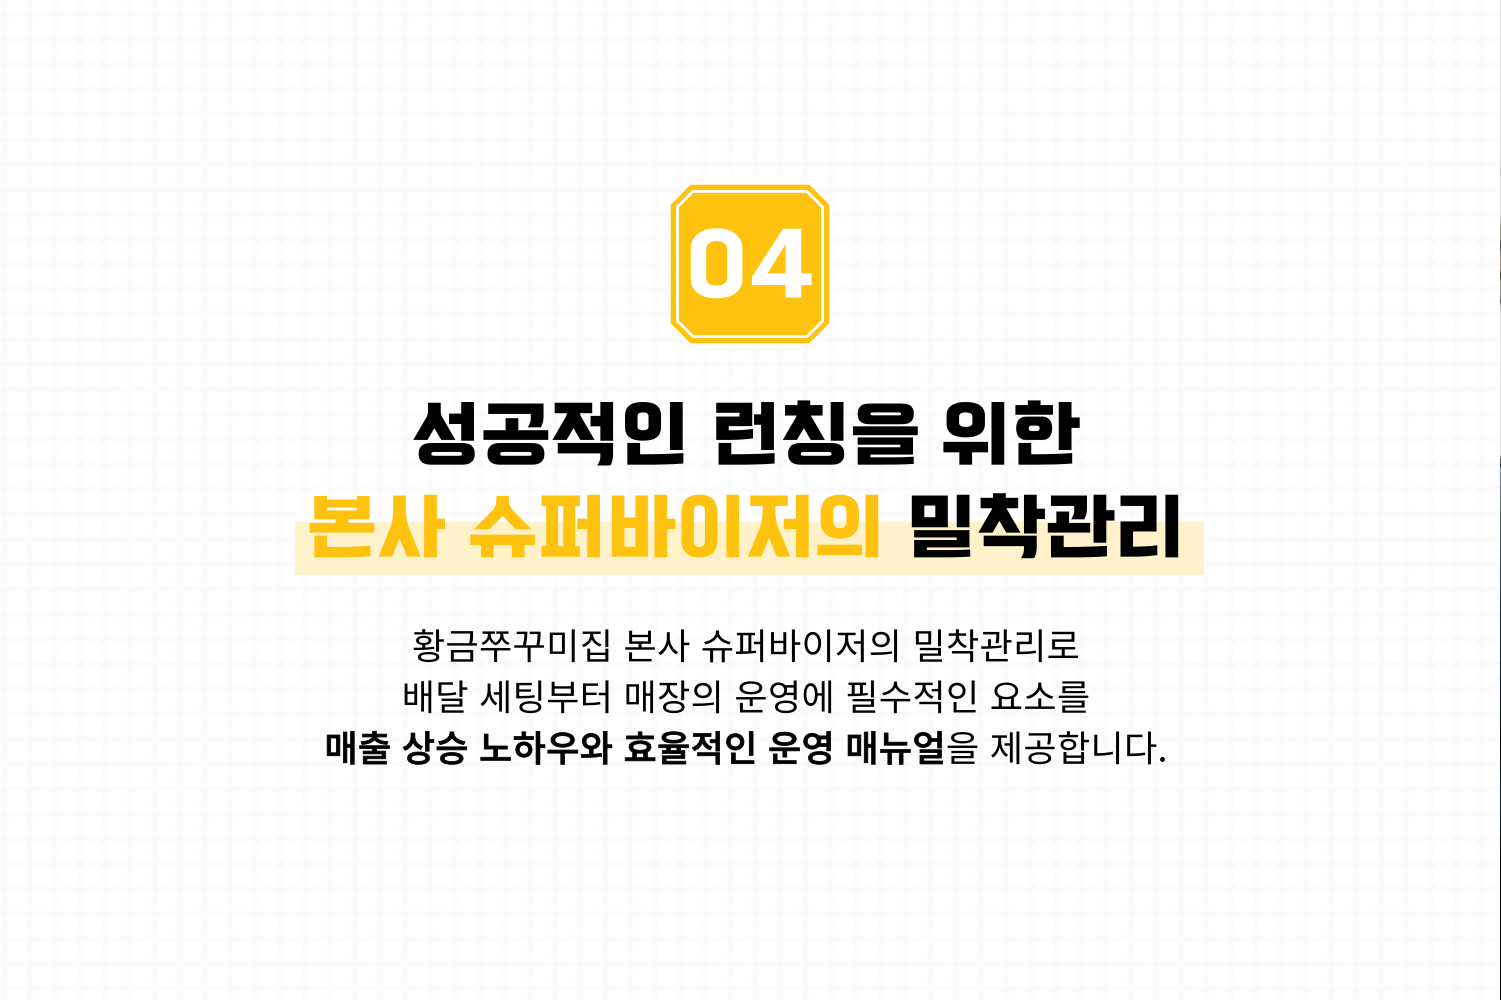 04
성공적인 런칭을 위한
본사 슈퍼바이저의 밀착관리
황금쭈꾸미집 본사 슈퍼바이저의 밀착관리로
배달 세팅부터 매장의 운영에 필수적인 요소를
매출 상승 노하우와 효율적인 운영 매뉴얼을 제공합니다.